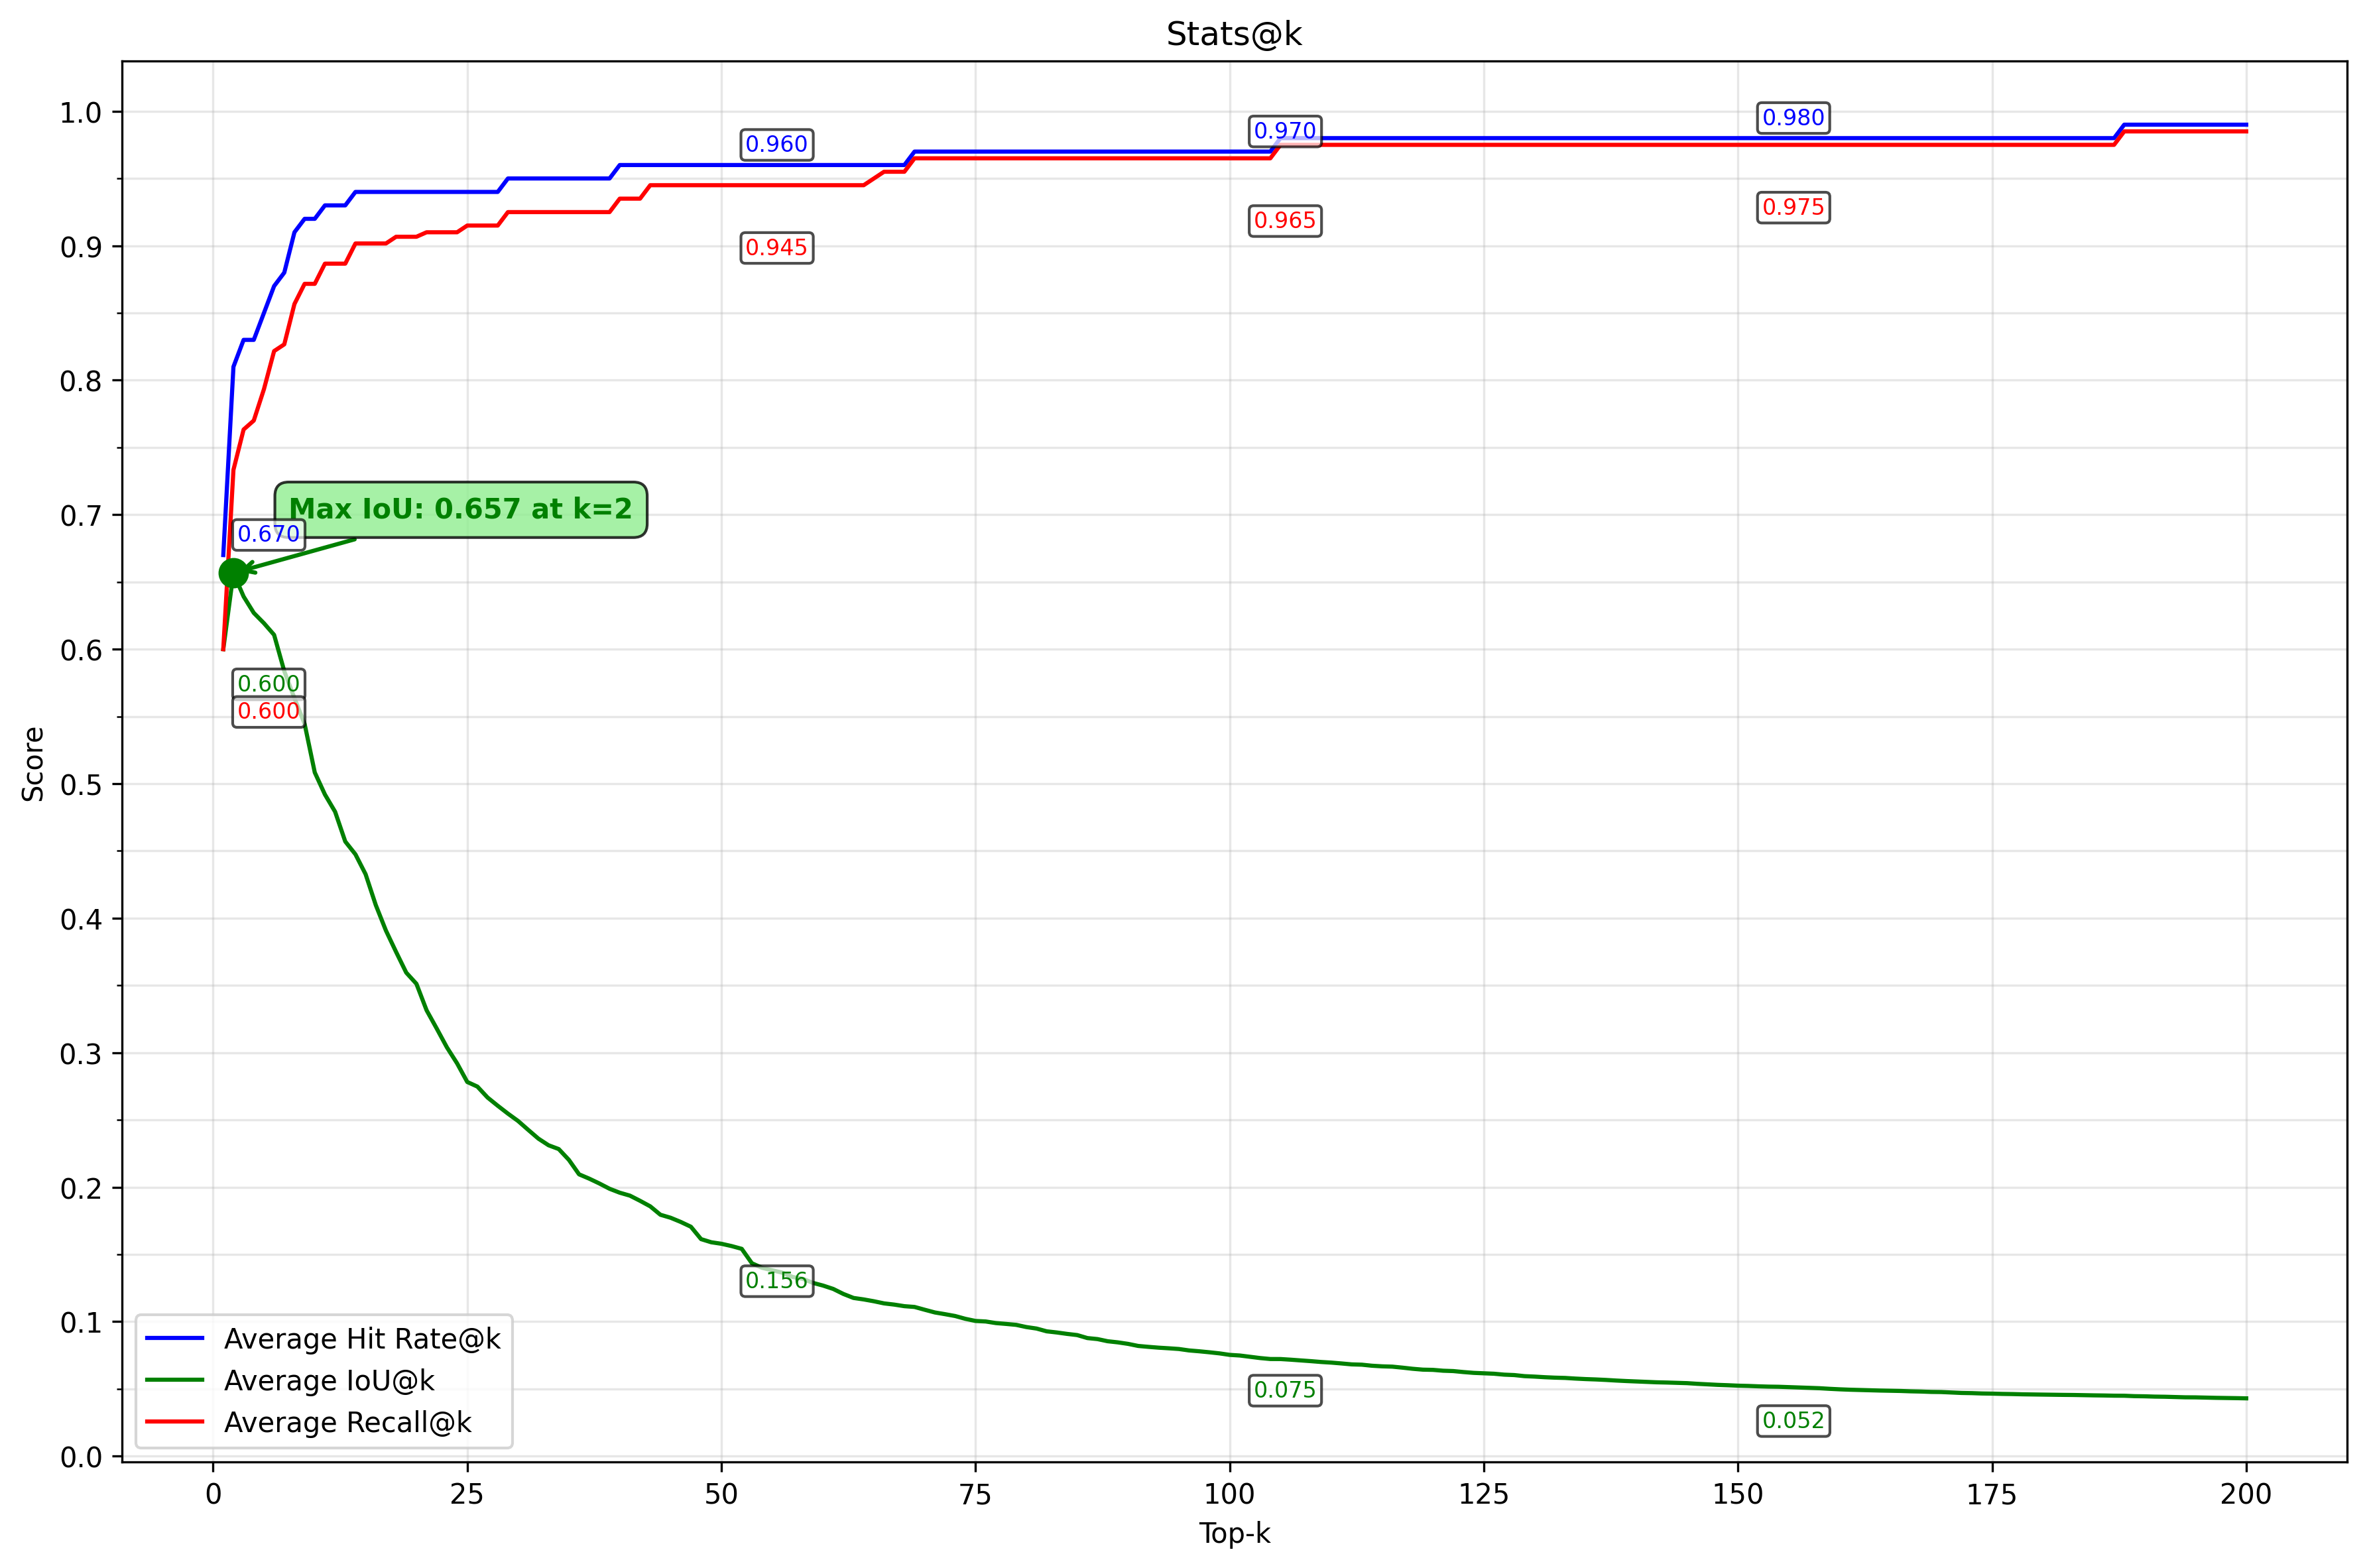 Stats@k
1.0
0.9
0.8
0.7
0.6
0.5
0.4
0.3
0.2
0.1
0.0
Score
0.960
0.970
0.980
0.945
0.965
0.975
Max IoU: 0.657 at k=2
0.670
0.600
0.600
0.156
0.075
0.052
Average Hit Rate@k
Average IoU@k
Average Recall@k
0 25 50 75 100 125 150 175 200
Top-k